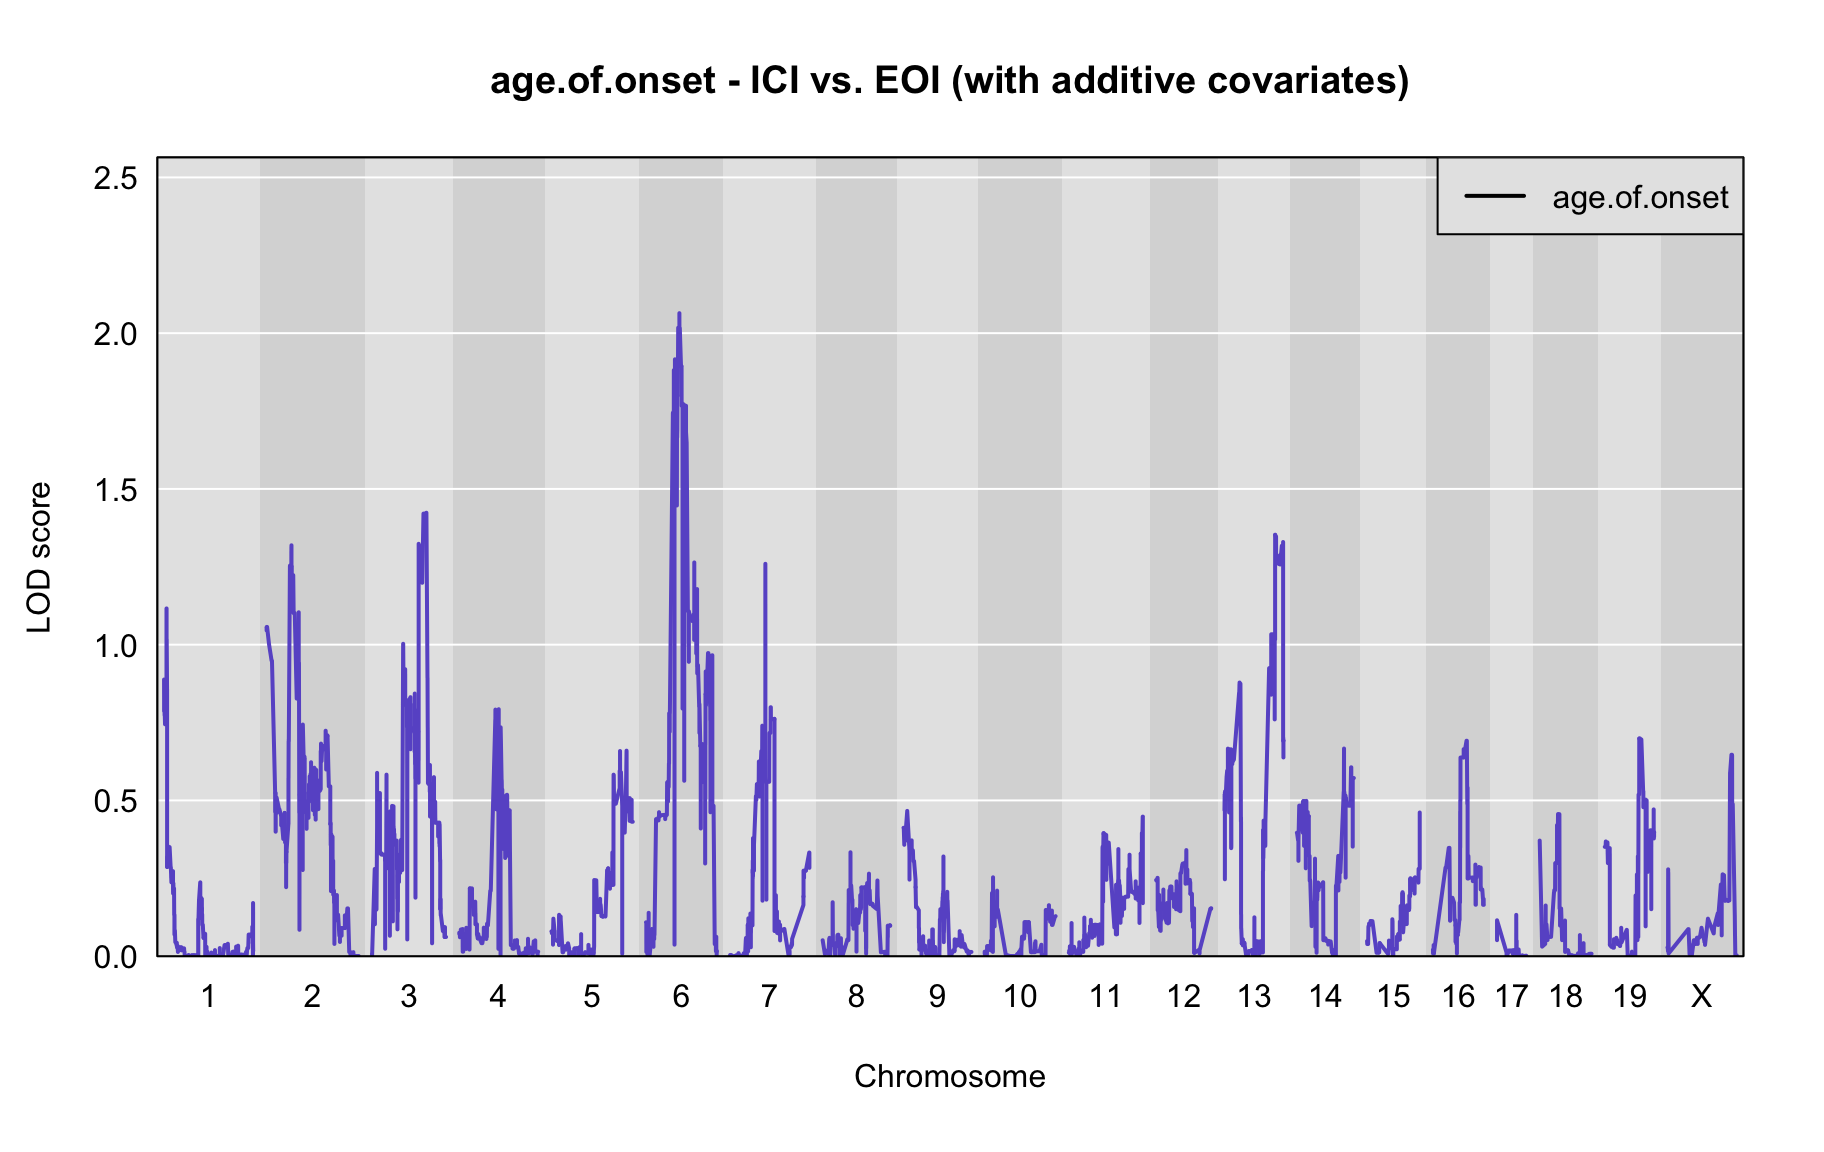 age.of.onset - ICI vs. EOI (with additive covariates)
age.of.onset
LOD score
2.5
2.0
1.5
1.0
0.5
0.0
1 2 3 4 5 6 7 8 9 10 11 12 13 14 15 16 17 18 19 X
Chromosome